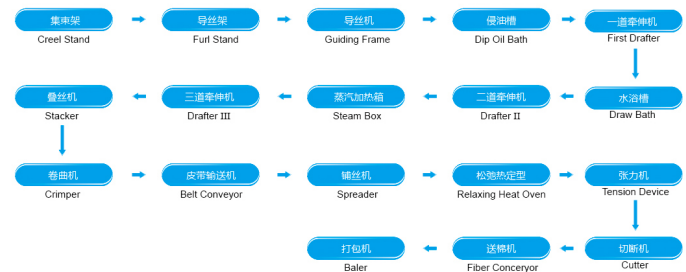 集束架
Creel Stand
导丝架
Furl Stand
导丝机
Guiding Frame
侵油槽
Dip Oil Bath
一道牵伸机
First Drafter
叠丝机
Stacker
三道牵伸机
Drafter III
蒸汽加热箱
Steam Box
二道牵伸机
Drafter II
水浴槽
Draw Bath
卷曲机
Crimper
皮带输送机
Belt Conveyor
铺丝机
Spreader
松弛热定型
Relaxing Heat Oven
张力机
Tension Device
打包机
Baler
送棉机
Fiber Conceryor
切断机
Cutter